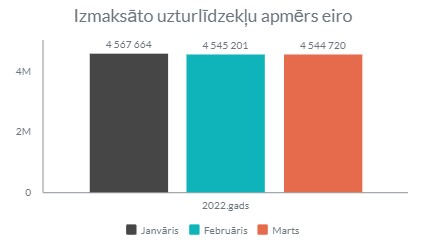 Izmaksāto uzturlīdzekļu apmērs eiro
4 567 664
4 545 201
4 544 720
4M
2M
0
2022.gads
Janvāris
Februāris
Marts